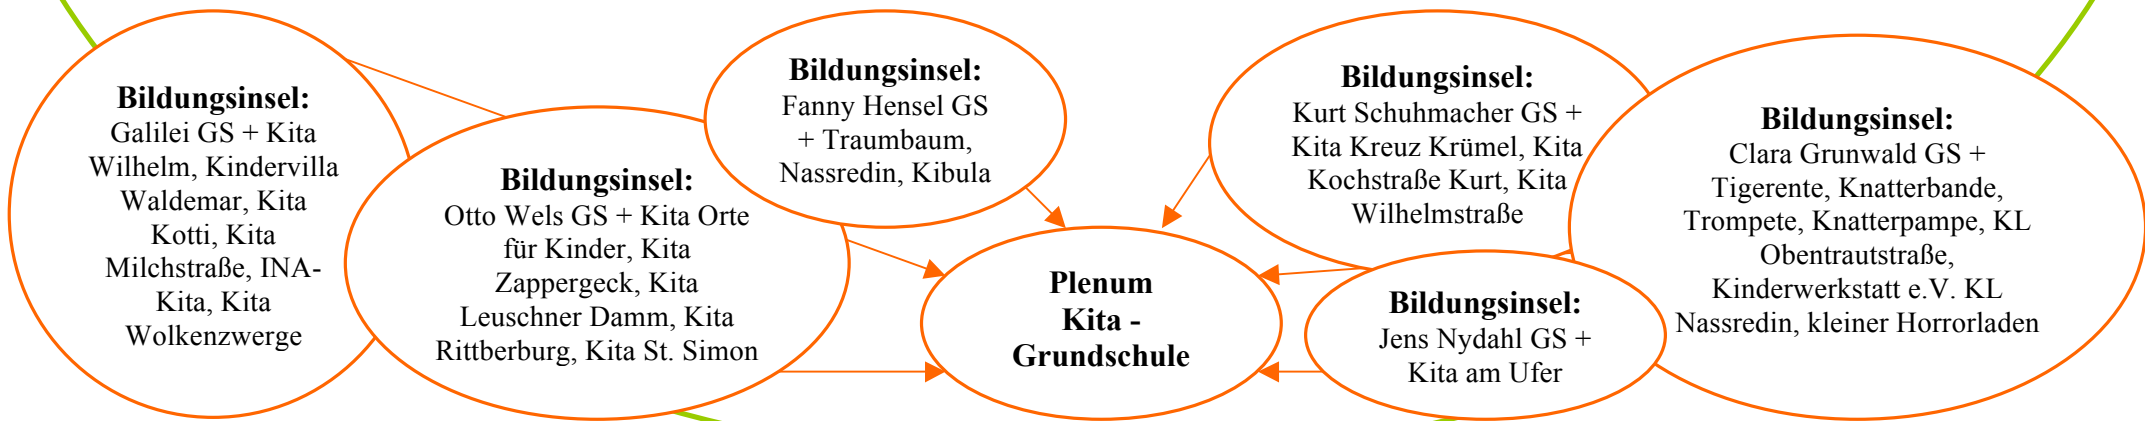 Bildungsinsel:
Galilei GS + Kita
Wilhelm, Kindervilla
Waldemar, Kita
Kotti, Kita
Milchstraße, INA-
Kita, Kita
Wolkenzwerge
Bildungsinsel:
Otto Wels GS + Kita Orte
für Kinder, Kita
Zappergeck, Kita
Leuschner Damm, Kita
Rittberburg, Kita St. Simon
Bildungsinsel:
Fanny Hensel GS
+ Traumbaum,
Nassredin, Kibula
Plenum
Kita -
Grundschule
Bildungsinsel:
Kurt Schuhmacher GS +
Kita Kreuz Krümel, Kita
Kochstraße Kurt, Kita
Wilhelmstraße
Bildungsinsel:
Jens Nydahl GS +
Kita am Ufer
Bildungsinsel:
Clara Grunwald GS +
Tigerente, Knatterbande,
Trompete, Knatterpampe, KL
Obentrautstraße,
Kinderwerkstatt e.V. KL
Nassredin, kleiner Horrorladen